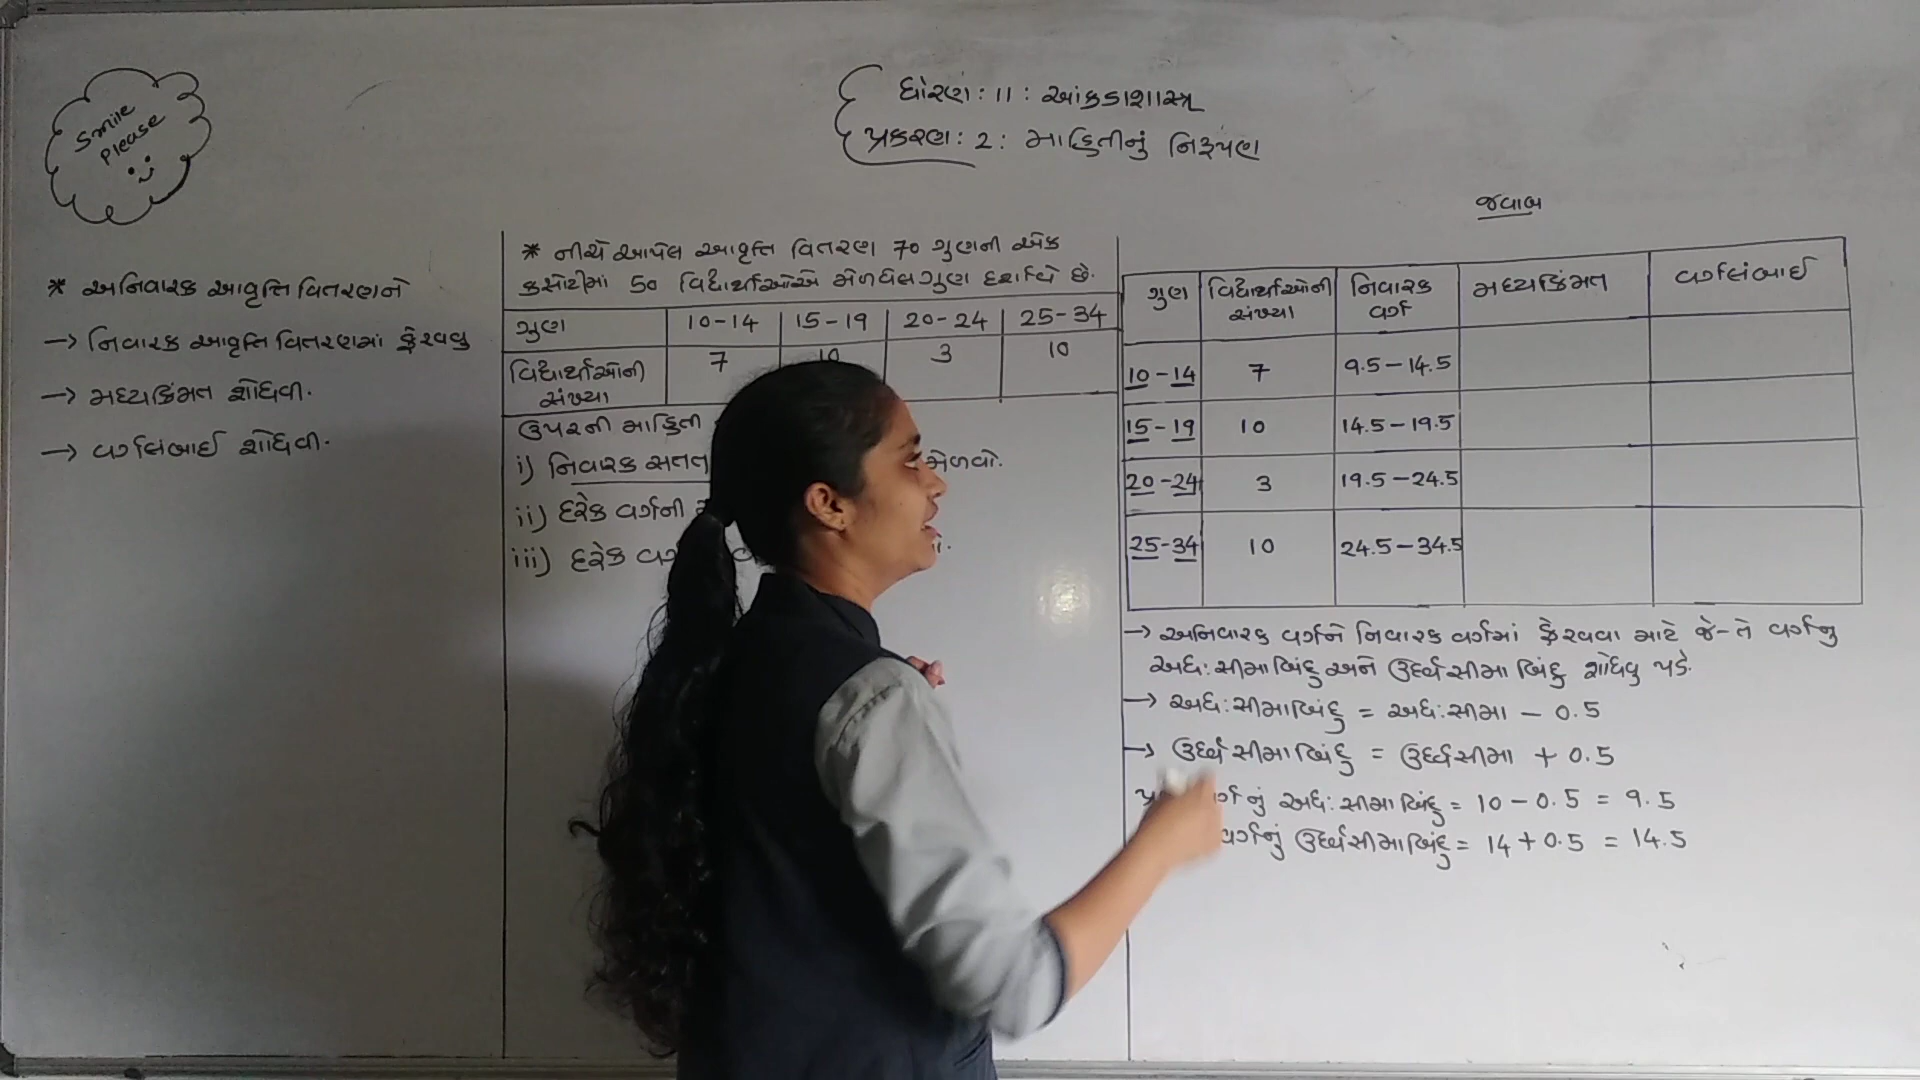 Smile
Please
ધોરણ : 11 : આંકડાશાસ્ત્ર
પ્રકરણ : 2 : માહિતીનું નિરૂપણ
* અનિવારક આવૃત્તિ વિતરણને
→ નિવારક આવૃત્તિ વિતરણમાં ફેરવવુ
→ મધ્યકિંમત શોધવી.
→ વર્ગલંબાઈ શોધવી.
* નીચે આપેલ આવૃત્તિ વિતરણ 70 ગુણની એક
કસોટીમાં 50 વિદ્યાર્થીઓએ મેળવેલ ગુણ દર્શાવે છે.
ગુણ 10-14 15-19 20-24 25-34
વિદ્યાર્થીઓની 7 10 3 10
સંખ્યા
ઉપરની માહિતી
i) નિવારક સતત મેળવો.
ii) દરેક વર્ગની
iii) દરેક
જવાબ
ગુણ વિદ્યાર્થીઓની સંખ્યા નિવારક વર્ગ મધ્યકિંમત વર્ગલંબાઈ
10-14 7 9.5-14.5
15-19 10 14.5-19.5
20-24 3 19.5-24.5
25-34 10 24.5-34.5
→ અનિવારક વર્ગને નિવારક વર્ગમાં ફેરવવા માટે જે-તે વર્ગનુ
અધ:સીમાબિંદુ અને ઉર્ધ્વસીમાબિંદુ શોધવુ પડે.
→ અધ:સીમાબિંદુ = અધ:સીમા - 0.5
→ ઉર્ધ્વસીમાબિંદુ = ઉર્ધ્વસીમા + 0.5
અધ:સીમાબિંદુ = 10 - 0.5 = 9.5
વર્ગનું ઉર્ધ્વસીમાબિંદુ = 14 + 0.5 = 14.5